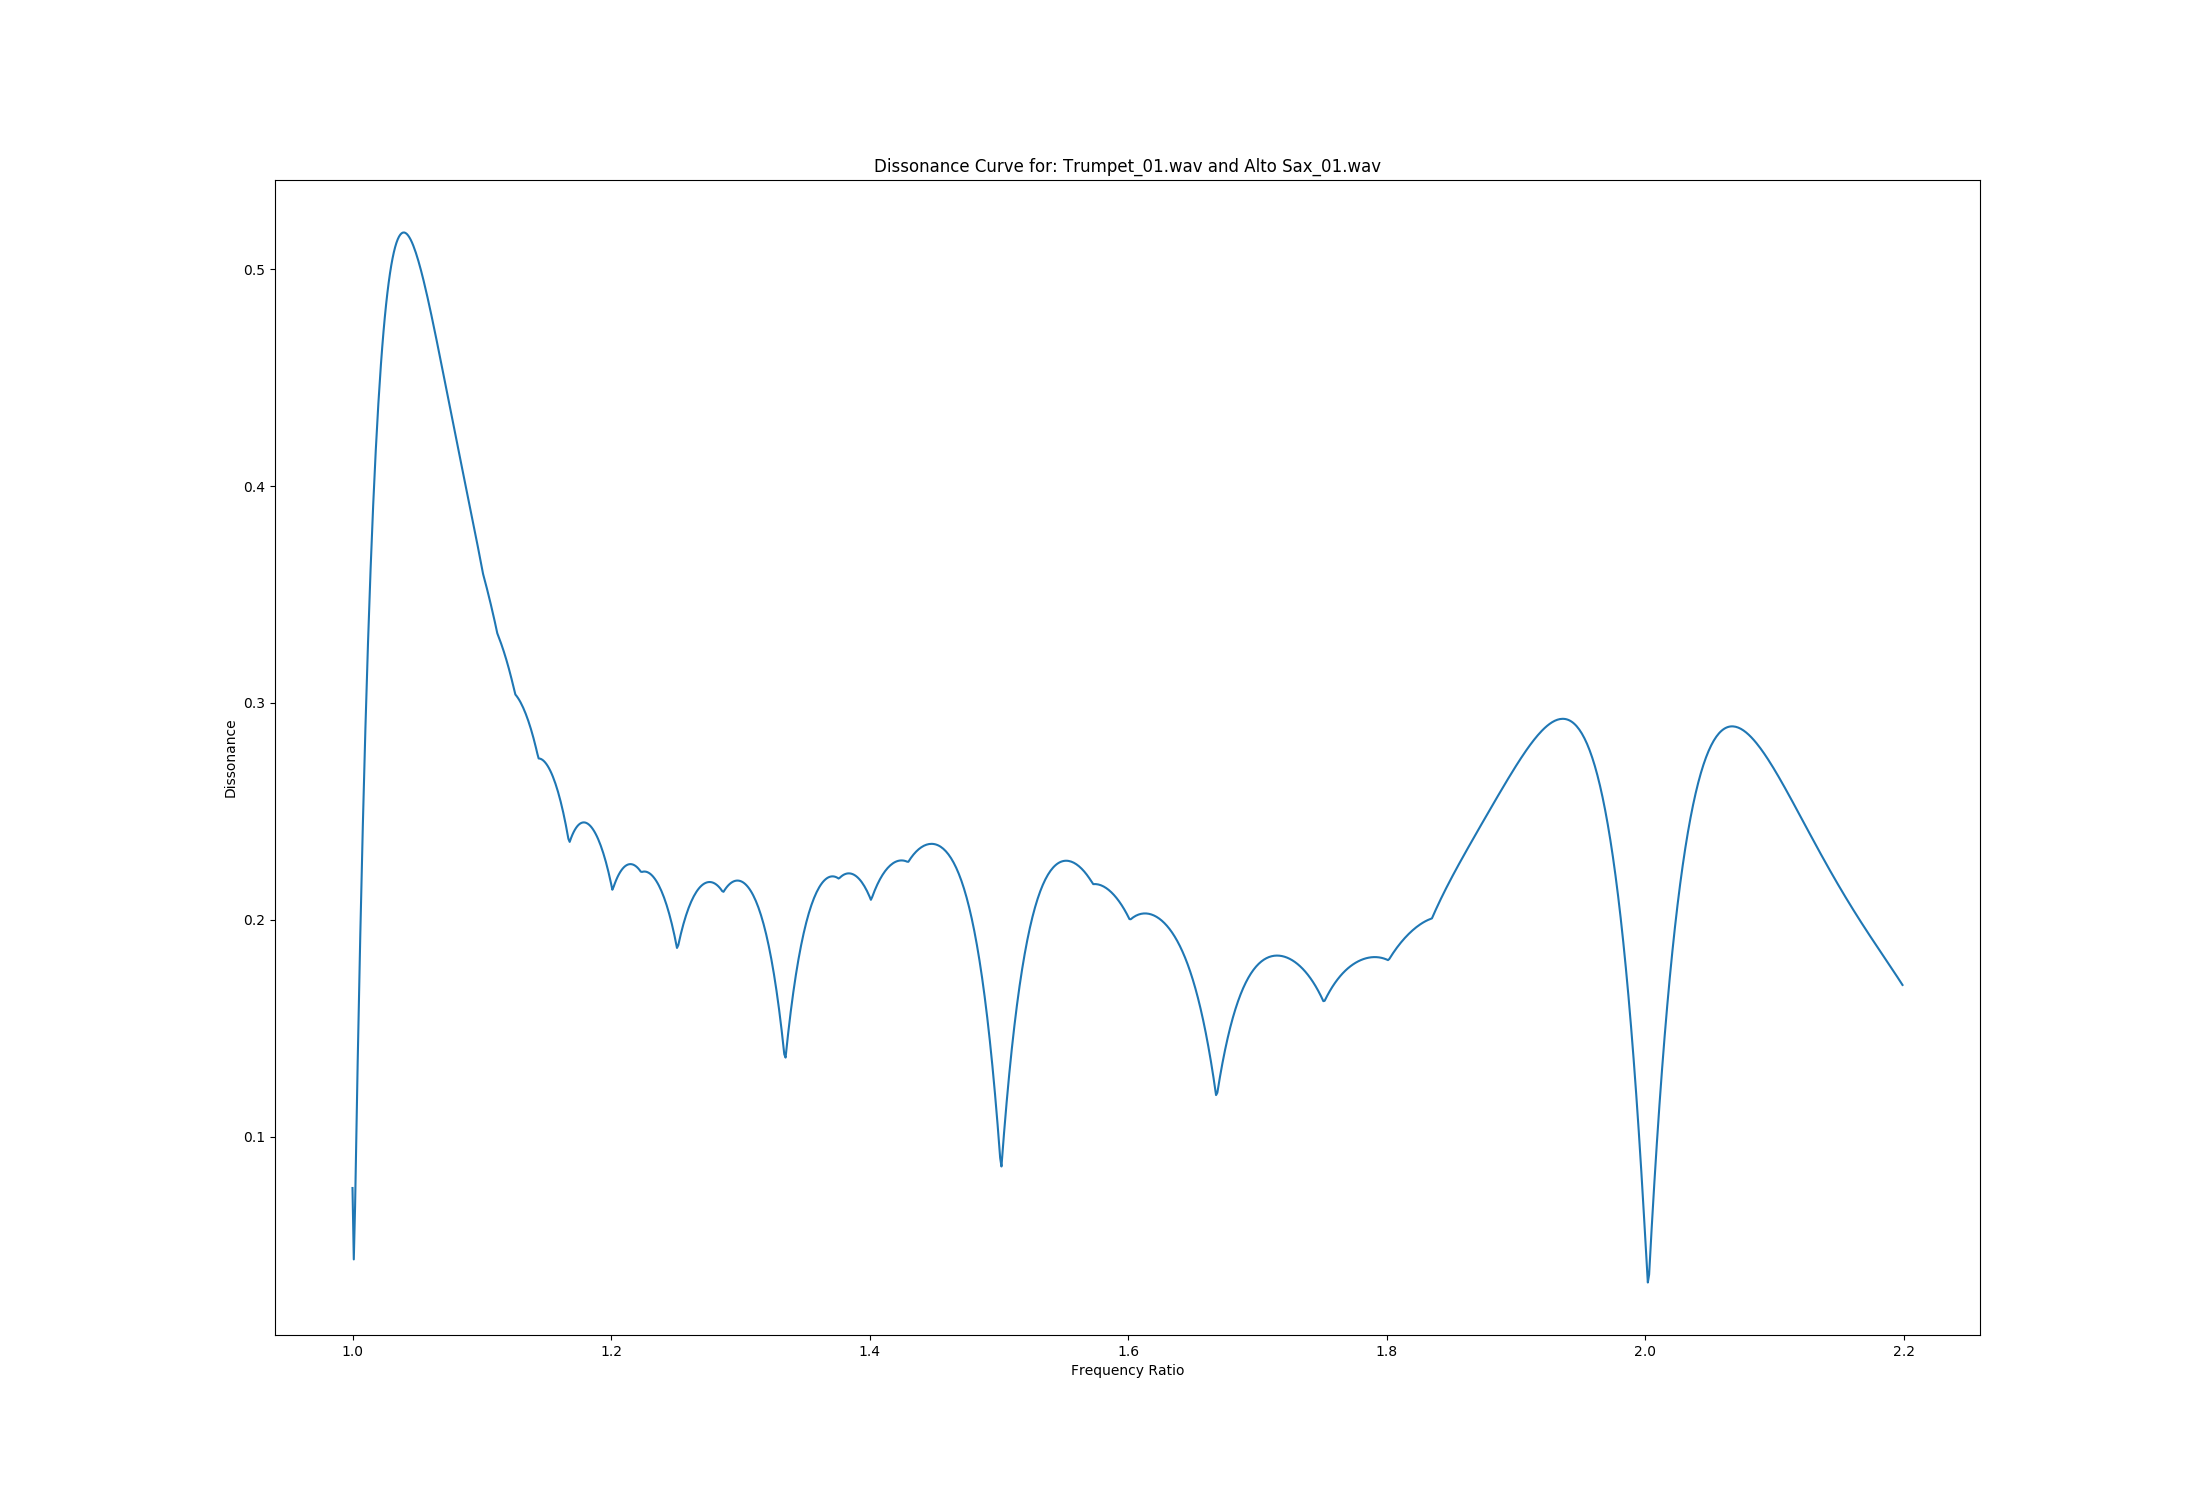 Dissonance Curve for: Trumpet_01.wav and Alto Sax_01.wav
0.5
0.4
0.3
0.2
0.1
Dissonance
1.0 1.2 1.4 1.6 1.8 2.0 2.2
Frequency Ratio